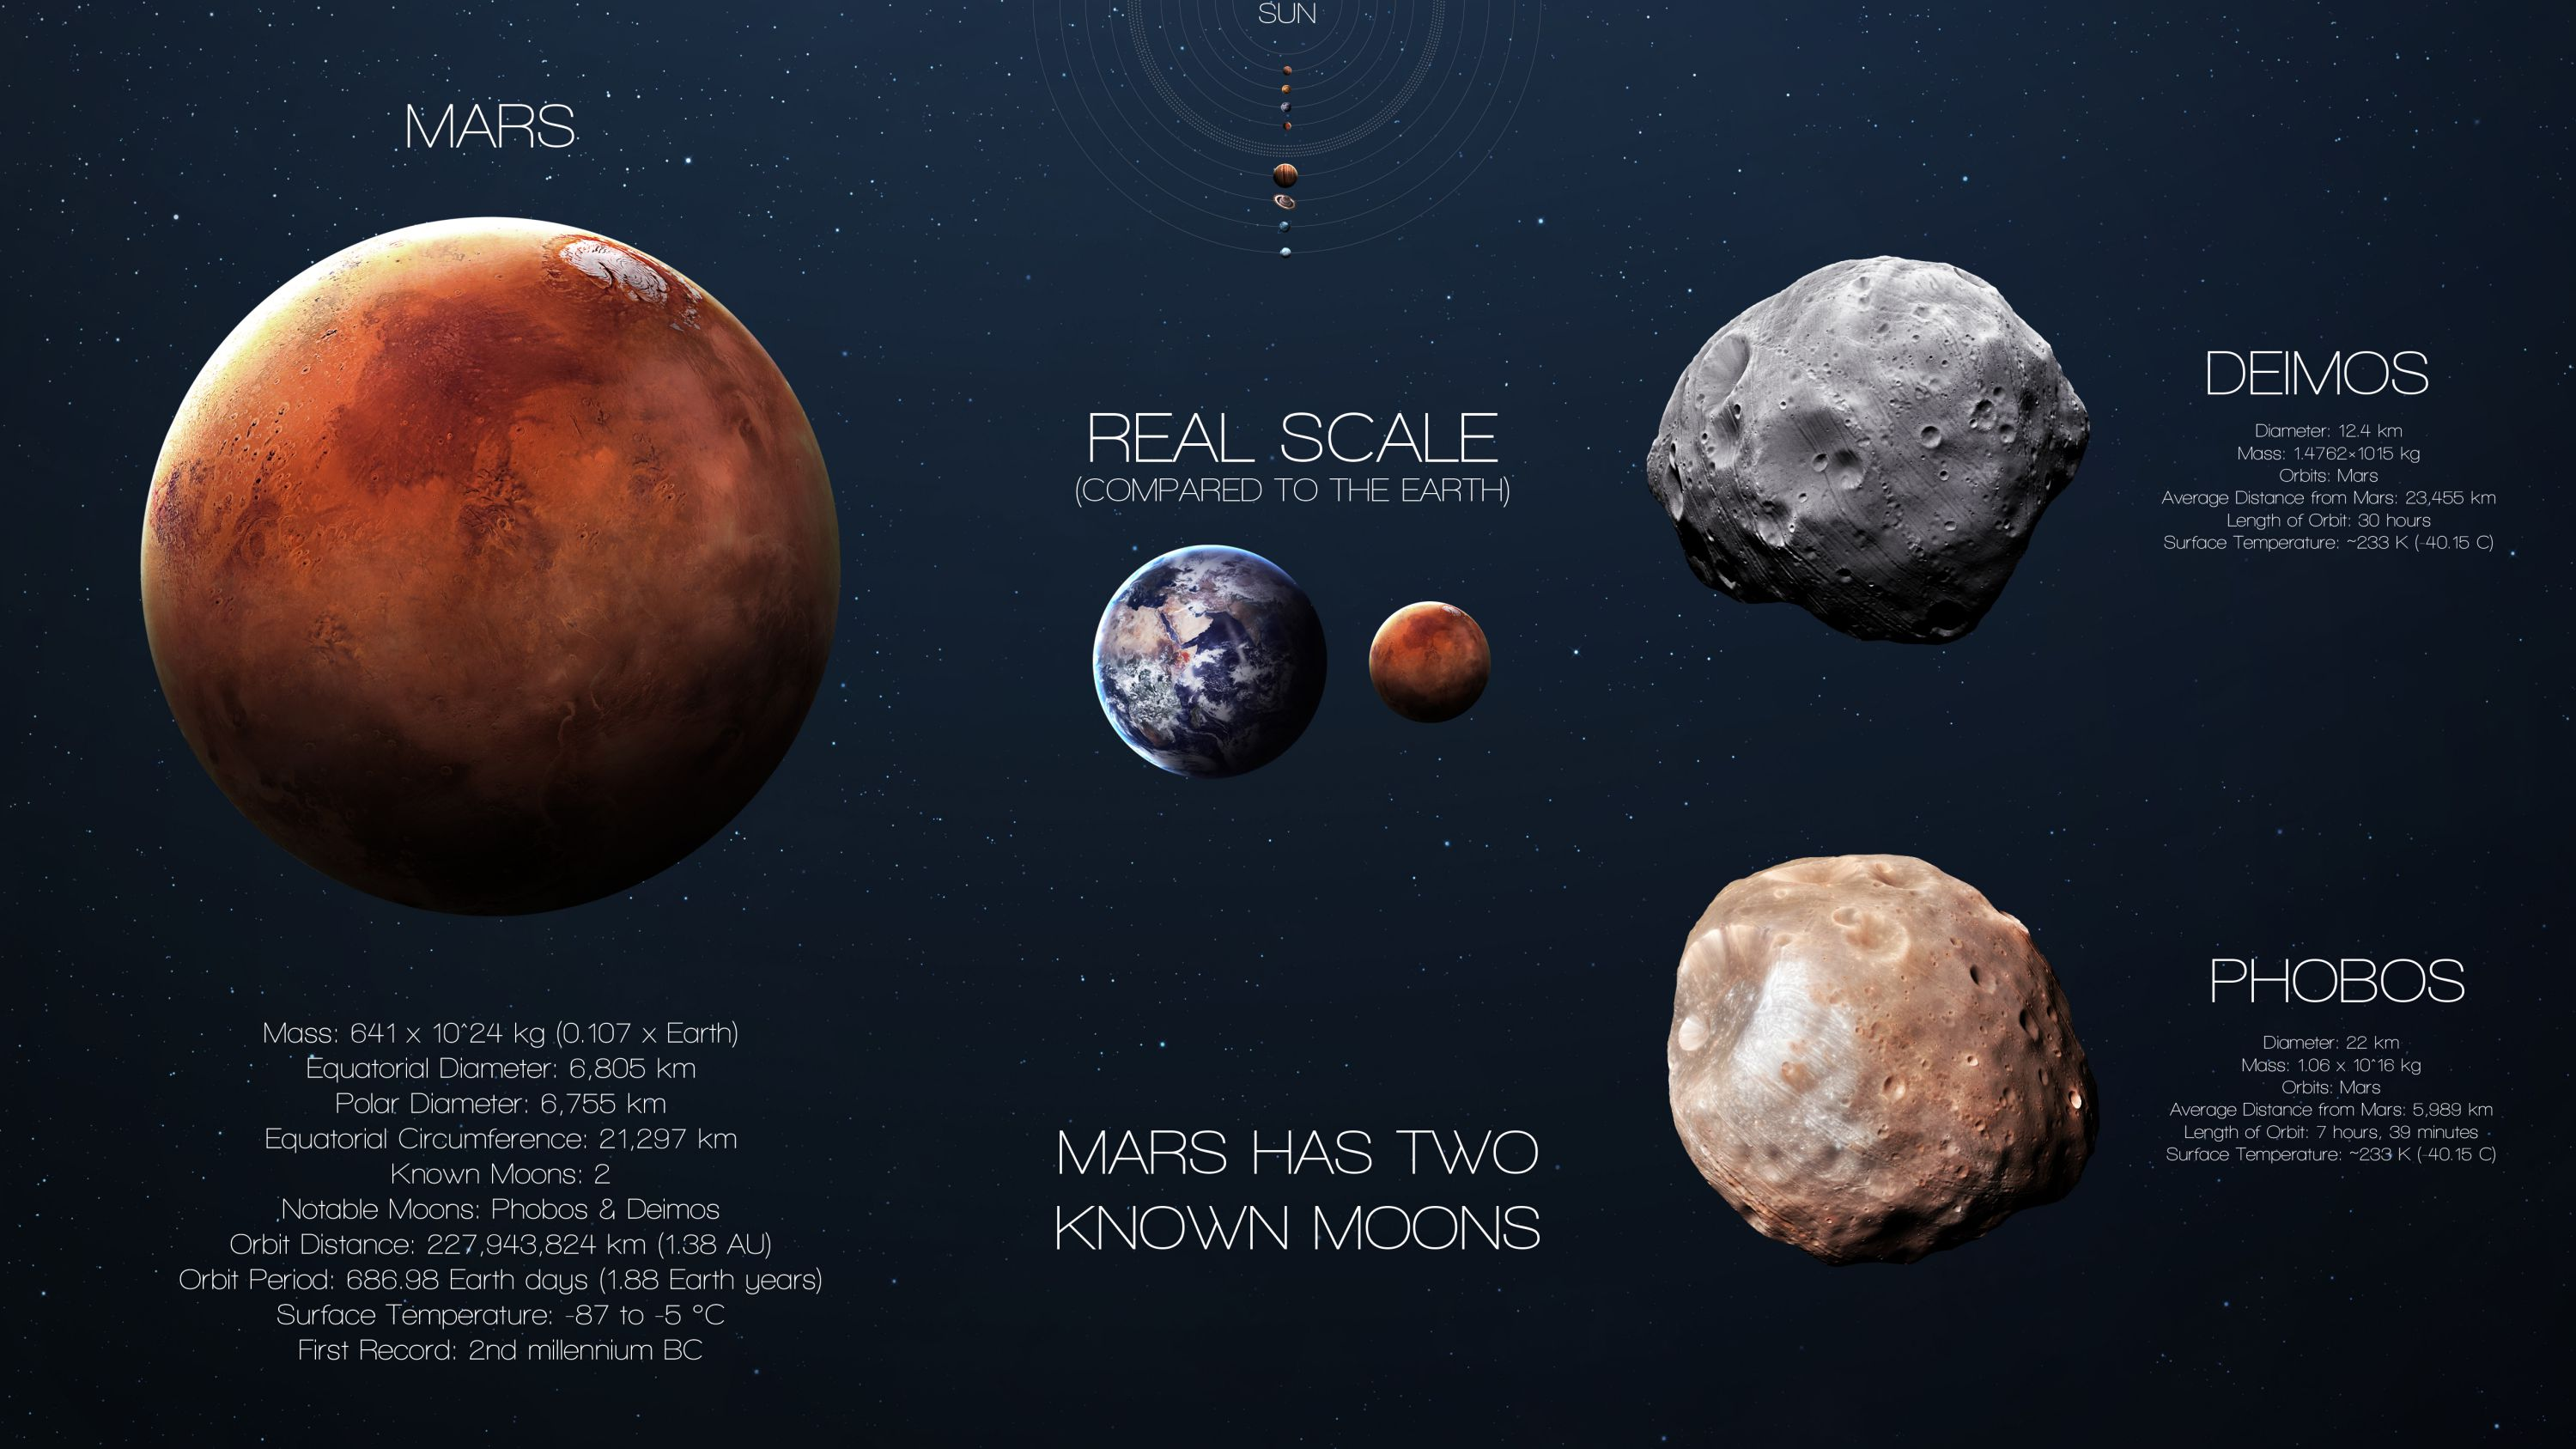 SUN
MARS
REAL SCALE
(COMPARED TO THE EARTH)
DEIMOS
Diameter: 12.4 km
Mass: 1.4762×1015 kg
Orbits: Mars
Average Distance from Mars: 23,455 km
Length of Orbit: 30 hours
Surface Temperature: ~233 K (-40.15 C)
PHOBOS
Diameter: 22 km
Mass: 1.06 x 10^16 kg
Orbits: Mars
Average Distance from Mars: 5,989 km
Length of Orbit: 7 hours, 39 minutes
Surface Temperature: ~233 K (-40.15 C)
Mass: 641 x 10^24 kg (0.107 x Earth)
Equatorial Diameter: 6,805 km
Polar Diameter: 6,755 km
Equatorial Circumference: 21,297 km
Known Moons: 2
Notable Moons: Phobos & Deimos
Orbit Distance: 227,943,824 km (1.38 AU)
Orbit Period: 686.98 Earth days (1.88 Earth years)
Surface Temperature: -87 to -5 °C
First Record: 2nd millennium BC
MARS HAS TWO
KNOWN MOONS